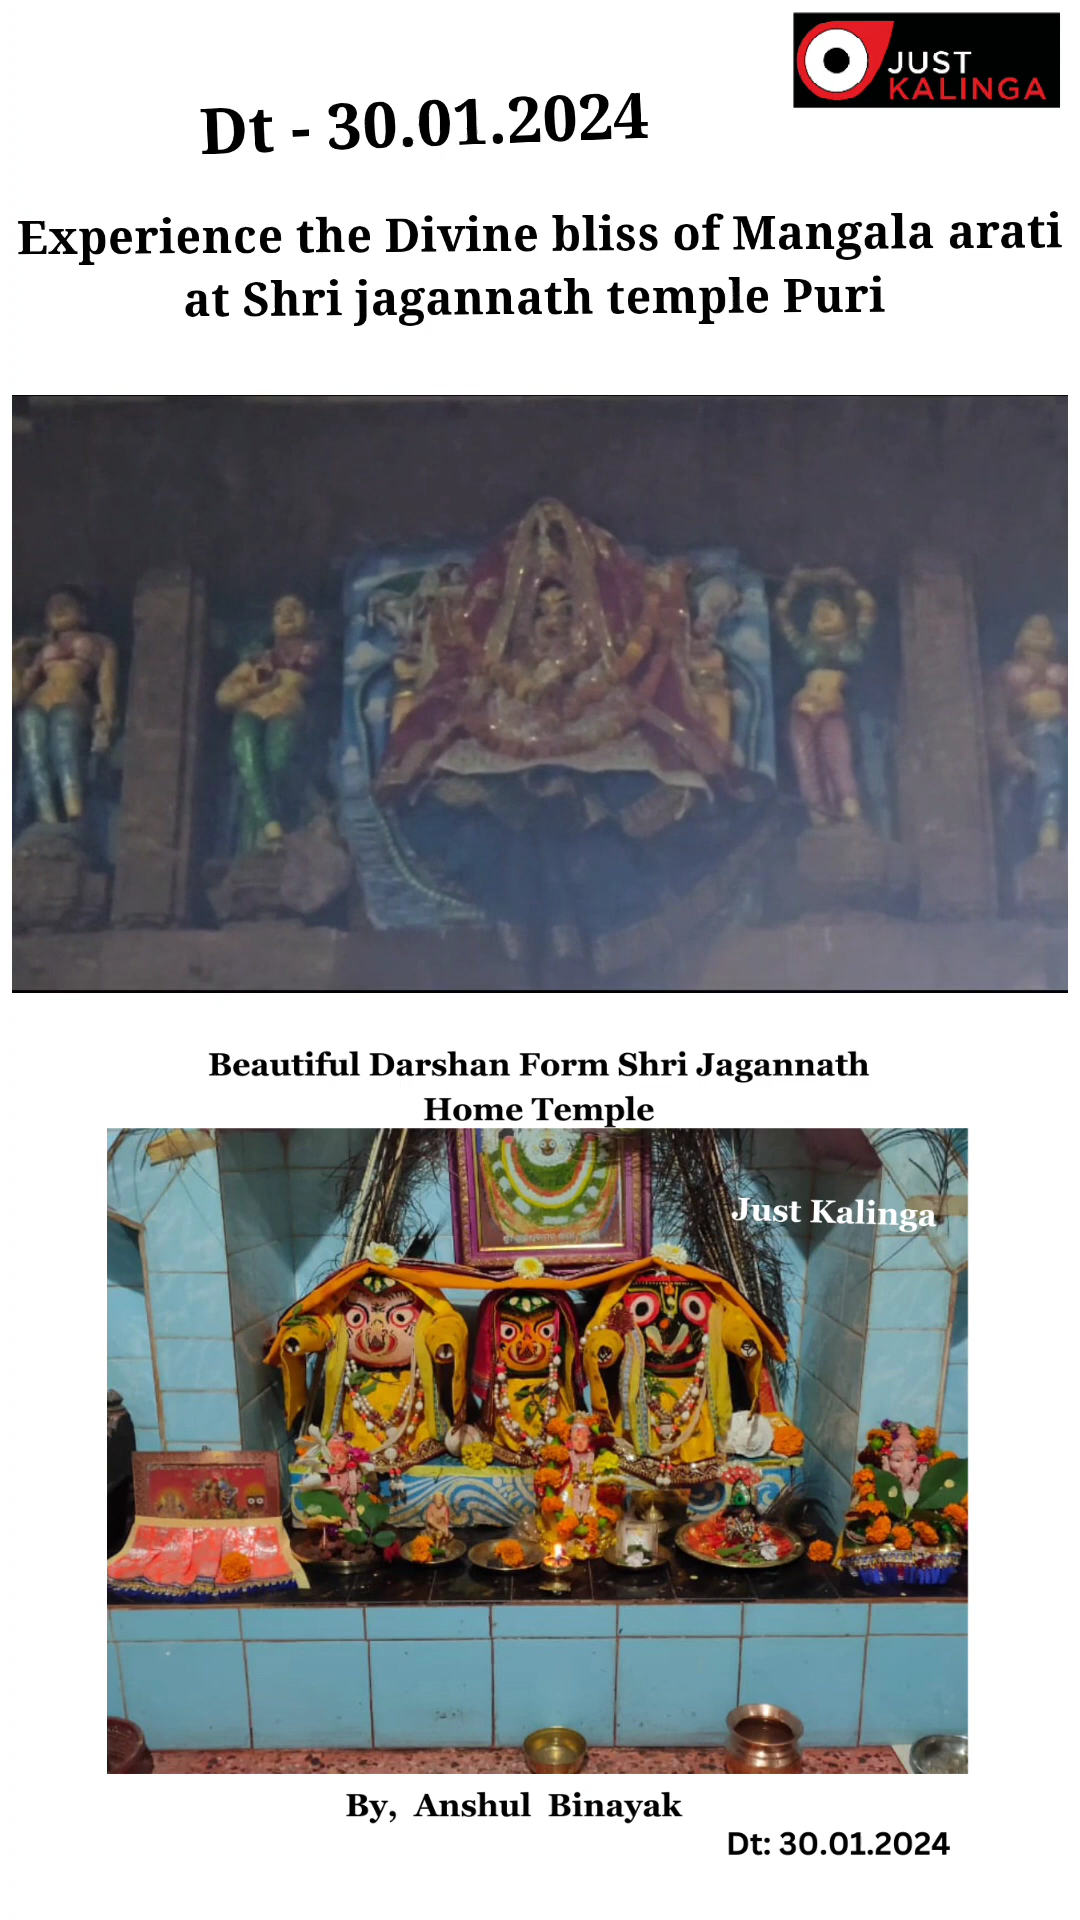 JUST
KALINGA
Dt - 30.01.2024
Experience the Divine bliss of Mangala arati
at Shri jagannath temple Puri
Beautiful Darshan Form Shri Jagannath
Home Temple
Just Kalinga
By, Anshul Binayak
Dt: 30.01.2024